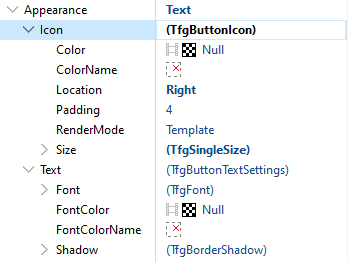 Appearance Text
Icon (TfgButtonIcon)
Color Null
ColorName
Location Right
Padding 4
RenderMode Template
Size (TfgSingleSize)
Text (TfgButtonTextSettings)
Font (TfgFont)
FontColor Null
FontColorName
Shadow (TfgBorderShadow)